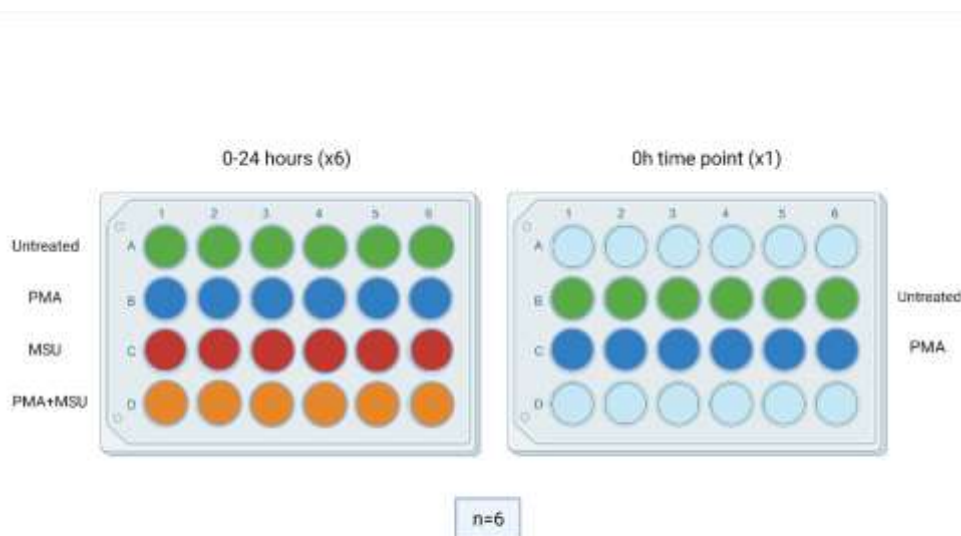 0-24 hours (x6)
0h time point (x1)
1 2 3 4 5 6
1 2 3 4 5 6
Untreated
A
A
PMA
B
B
Untreated
MSU
C
C
PMA
PMA+MSU
D
D
n=6